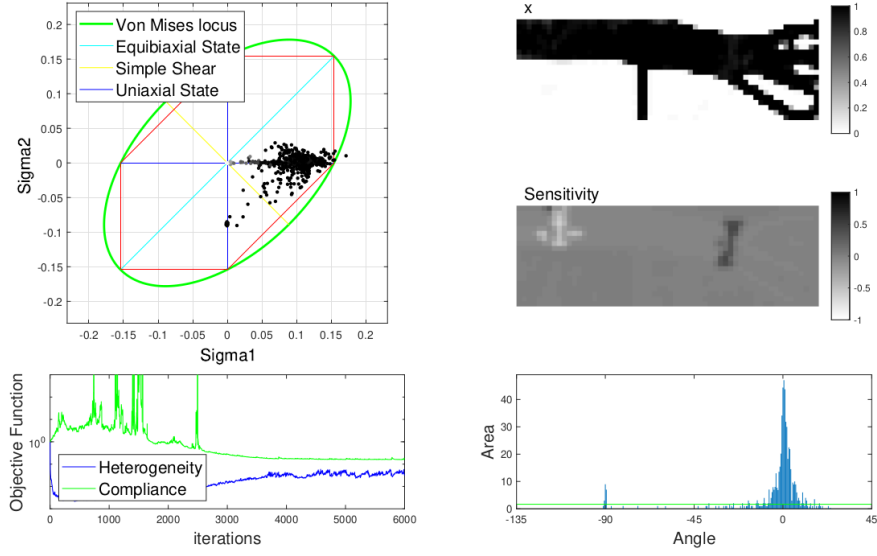 Von Mises locus
Equibiaxial State
Simple Shear
Uniaxial State
Sigma2
0.2
0.15
0.1
0.05
0
-0.05
-0.1
-0.15
-0.2
-0.2 -0.15 -0.1 -0.05 0 0.05 0.1 0.15 0.2
Sigma1
x
1
0.8
0.6
0.4
0.2
0
Sensitivity
1
0.5
0
-0.5
-1
Objective Function
10^0
Heterogeneity
Compliance
0 1000 2000 3000 4000 5000 6000
iterations
Area
40
30
20
10
0
-135 -90 -45 0 45
Angle